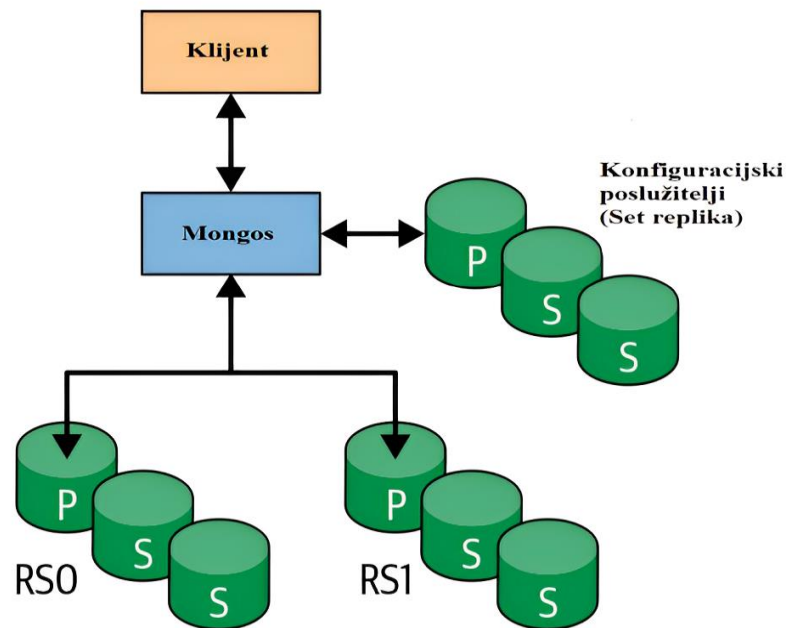 Klijent
Mongos
Konfiguracijski
poslužitelji
(Set replika)
P
S
S
P
S
S
RS0
P
S
S
RS1